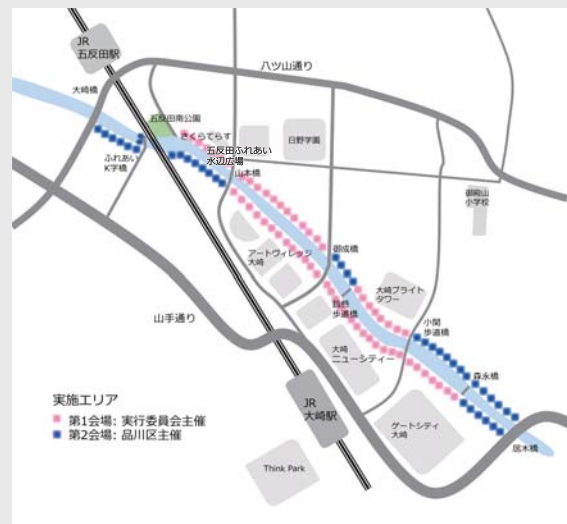 JR
五反田駅
八ツ山通り
大崎橋
五反田南公園
さくらてらす
日野学園
五反田ふれあい
水辺広場
ふれあい
K字橋
山本橋
御殿山
小学校
御成橋
アートヴィレッジ
大崎
大崎ブライト
タワー
歩道橋
小関
歩道橋
山手通り
大崎
ニューシティー
森永橋
実施エリア
第1会場: 実行委員会主催
第2会場: 品川区主催
JR
大崎駅
ゲートシティ
大崎
居木橋
Think Park